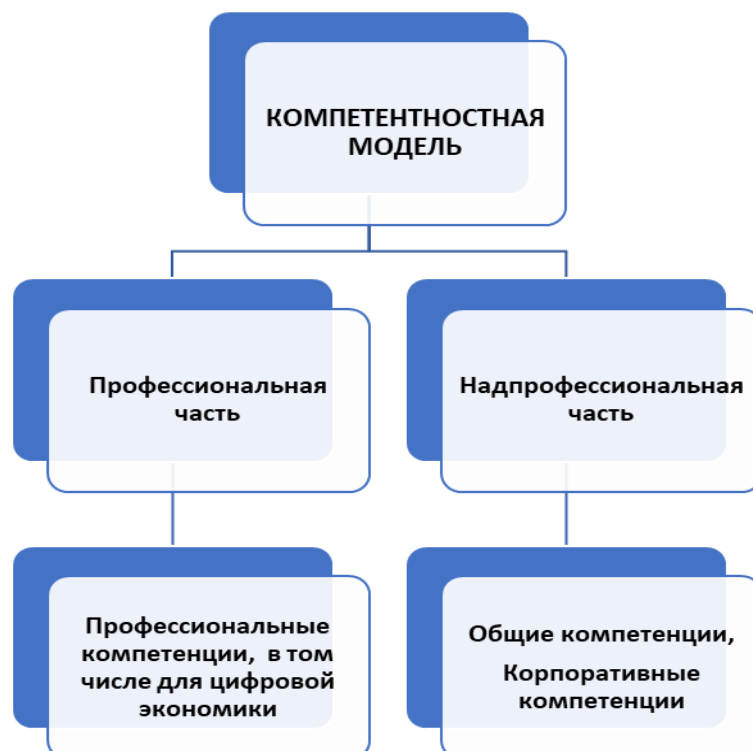 КОМПЕТЕНТНОСТНАЯ
МОДЕЛЬ
Профессиональная
часть
Надпрофессиональная
часть
Профессиональные
компетенции, в том
числе для цифровой
экономики
Общие компетенции,
Корпоративные
компетенции